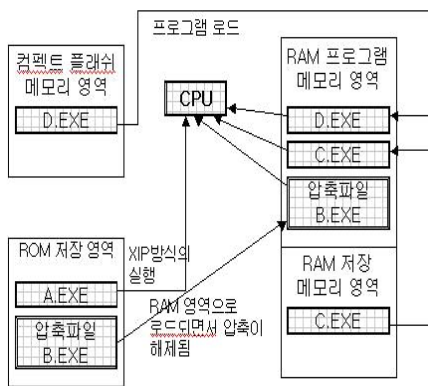 프로그램 로드
컴펙트 플래쉬
메모리 영역
D.EXE
CPU
RAM 프로그램
메모리 영역
D.EXE
C.EXE
압축파일
B.EXE
ROM 저장 영역
A.EXE
압축파일
B.EXE
XIP방식의
실행
RAM 영역으로
로드되면서 압축이
해제됨
RAM 저장
메모리 영역
C.EXE